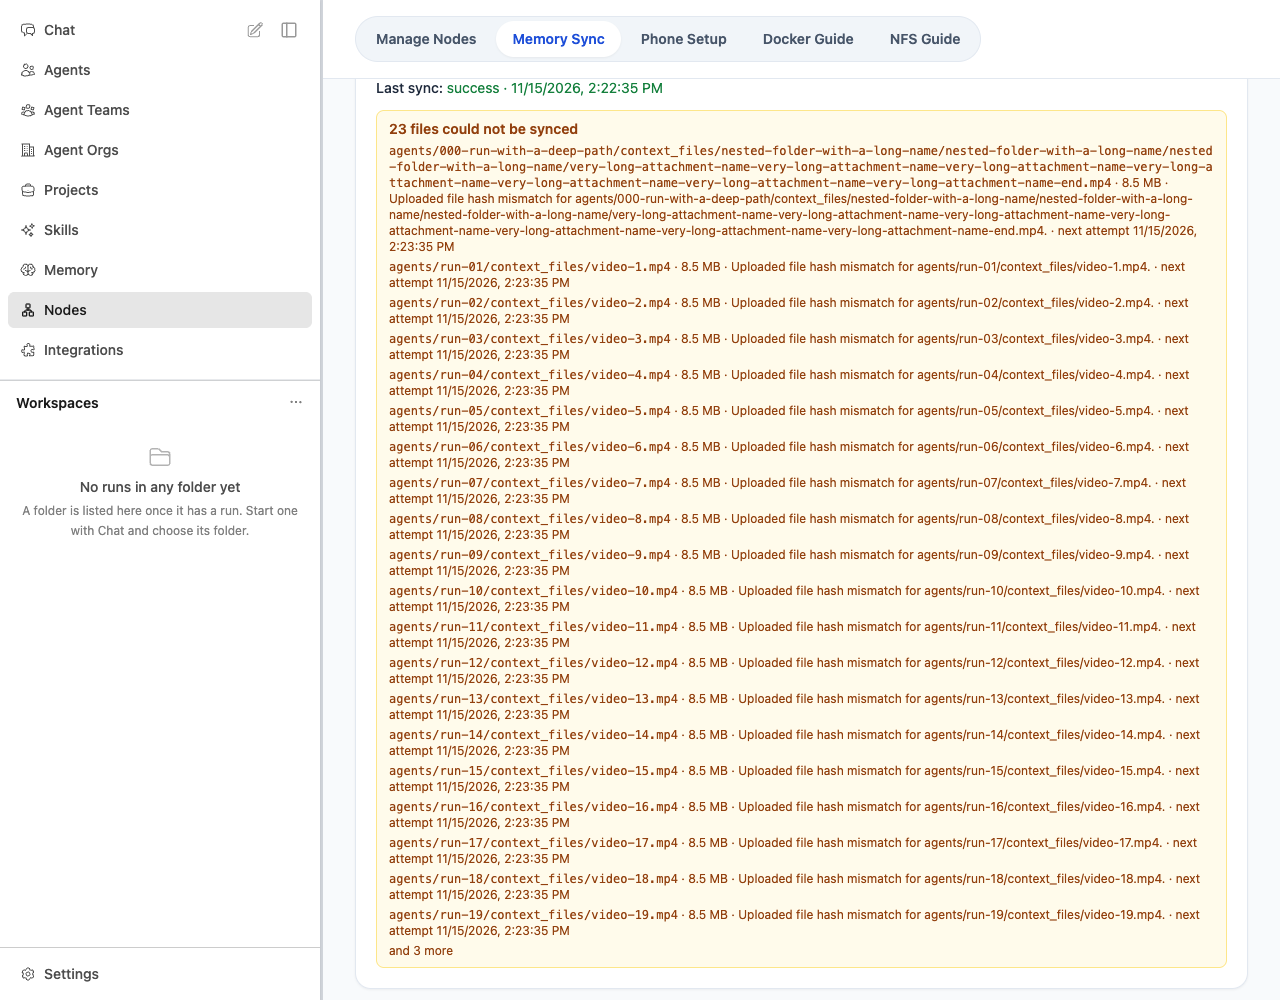 Chat
Agents
Agent Teams
Agent Orgs
Projects
Skills
Memory
Nodes
Integrations
Workspaces
No runs in any folder yet
A folder is listed here once it has a run. Start one
with Chat and choose its folder.
Settings
Manage Nodes
Memory Sync
Phone Setup
Docker Guide
NFS Guide
Last sync: success · 11/15/2026, 2:22:35 PM
23 files could not be synced
agents/000-run-with-a-deep-path/context_files/nested-folder-with-a-long-name/nested-folder-with-a-long-name/nested
-folder-with-a-long-name/very-long-attachment-name-very-long-attachment-name-very-long-attachment-name-very-long-a
ttachment-name-very-long-attachment-name-very-long-attachment-name-very-long-attachment-name-end.mp4 · 8.5 MB ·
Uploaded file hash mismatch for agents/000-run-with-a-deep-path/context_files/nested-folder-with-a-long-name/nested-folder-with-a-long-
name/nested-folder-with-a-long-name/very-long-attachment-name-very-long-attachment-name-very-long-attachment-name-very-long-
attachment-name-very-long-attachment-name-very-long-attachment-name-very-long-attachment-name-end.mp4. · next attempt 11/15/2026,
2:23:35 PM
agents/run-01/context_files/video-1.mp4 · 8.5 MB · Uploaded file hash mismatch for agents/run-01/context_files/video-1.mp4. · next
attempt 11/15/2026, 2:23:35 PM
agents/run-02/context_files/video-2.mp4 · 8.5 MB · Uploaded file hash mismatch for agents/run-02/context_files/video-2.mp4. · next
attempt 11/15/2026, 2:23:35 PM
agents/run-03/context_files/video-3.mp4 · 8.5 MB · Uploaded file hash mismatch for agents/run-03/context_files/video-3.mp4. · next
attempt 11/15/2026, 2:23:35 PM
agents/run-04/context_files/video-4.mp4 · 8.5 MB · Uploaded file hash mismatch for agents/run-04/context_files/video-4.mp4. · next
attempt 11/15/2026, 2:23:35 PM
agents/run-05/context_files/video-5.mp4 · 8.5 MB · Uploaded file hash mismatch for agents/run-05/context_files/video-5.mp4. · next
attempt 11/15/2026, 2:23:35 PM
agents/run-06/context_files/video-6.mp4 · 8.5 MB · Uploaded file hash mismatch for agents/run-06/context_files/video-6.mp4. · next
attempt 11/15/2026, 2:23:35 PM
agents/run-07/context_files/video-7.mp4 · 8.5 MB · Uploaded file hash mismatch for agents/run-07/context_files/video-7.mp4. · next
attempt 11/15/2026, 2:23:35 PM
agents/run-08/context_files/video-8.mp4 · 8.5 MB · Uploaded file hash mismatch for agents/run-08/context_files/video-8.mp4. · next
attempt 11/15/2026, 2:23:35 PM
agents/run-09/context_files/video-9.mp4 · 8.5 MB · Uploaded file hash mismatch for agents/run-09/context_files/video-9.mp4. · next
attempt 11/15/2026, 2:23:35 PM
agents/run-10/context_files/video-10.mp4 · 8.5 MB · Uploaded file hash mismatch for agents/run-10/context_files/video-10.mp4. · next
attempt 11/15/2026, 2:23:35 PM
agents/run-11/context_files/video-11.mp4 · 8.5 MB · Uploaded file hash mismatch for agents/run-11/context_files/video-11.mp4. · next
attempt 11/15/2026, 2:23:35 PM
agents/run-12/context_files/video-12.mp4 · 8.5 MB · Uploaded file hash mismatch for agents/run-12/context_files/video-12.mp4. · next
attempt 11/15/2026, 2:23:35 PM
agents/run-13/context_files/video-13.mp4 · 8.5 MB · Uploaded file hash mismatch for agents/run-13/context_files/video-13.mp4. · next
attempt 11/15/2026, 2:23:35 PM
agents/run-14/context_files/video-14.mp4 · 8.5 MB · Uploaded file hash mismatch for agents/run-14/context_files/video-14.mp4. · next
attempt 11/15/2026, 2:23:35 PM
agents/run-15/context_files/video-15.mp4 · 8.5 MB · Uploaded file hash mismatch for agents/run-15/context_files/video-15.mp4. · next
attempt 11/15/2026, 2:23:35 PM
agents/run-16/context_files/video-16.mp4 · 8.5 MB · Uploaded file hash mismatch for agents/run-16/context_files/video-16.mp4. · next
attempt 11/15/2026, 2:23:35 PM
agents/run-17/context_files/video-17.mp4 · 8.5 MB · Uploaded file hash mismatch for agents/run-17/context_files/video-17.mp4. · next
attempt 11/15/2026, 2:23:35 PM
agents/run-18/context_files/video-18.mp4 · 8.5 MB · Uploaded file hash mismatch for agents/run-18/context_files/video-18.mp4. · next
attempt 11/15/2026, 2:23:35 PM
agents/run-19/context_files/video-19.mp4 · 8.5 MB · Uploaded file hash mismatch for agents/run-19/context_files/video-19.mp4. · next
attempt 11/15/2026, 2:23:35 PM
and 3 more